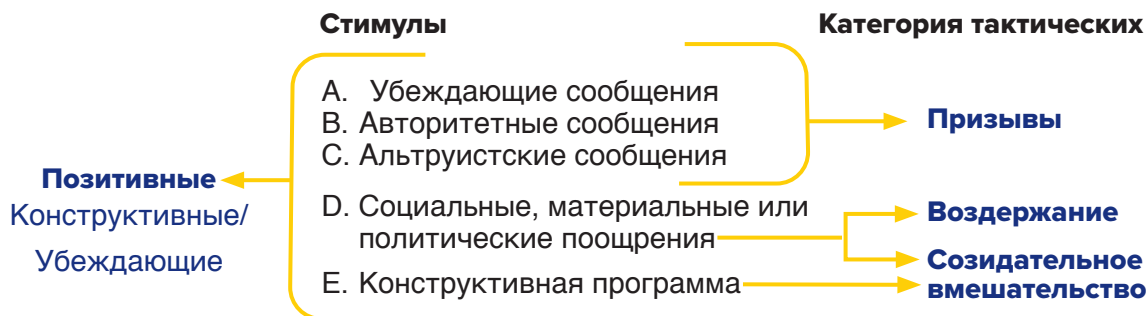 Стимулы
Категория тактических
A. Убеждающие сообщения
B. Авторитетные сообщения
C. Альтруистские сообщения
Призывы
Позитивные
Конструктивные/
Убеждающие
D. Социальные, материальные или
политические поощрения
Воздержание
Созидательное
вмешательство
E. Конструктивная программа